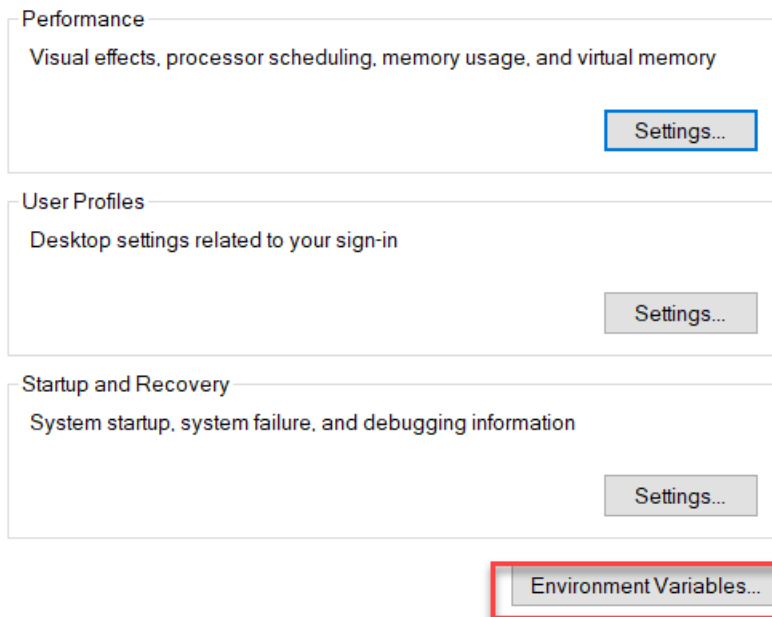 Performance
Visual effects, processor scheduling, memory usage, and virtual memory
Settings...
User Profiles
Desktop settings related to your sign-in
Settings...
Startup and Recovery
System startup, system failure, and debugging information
Settings...
Environment Variables...